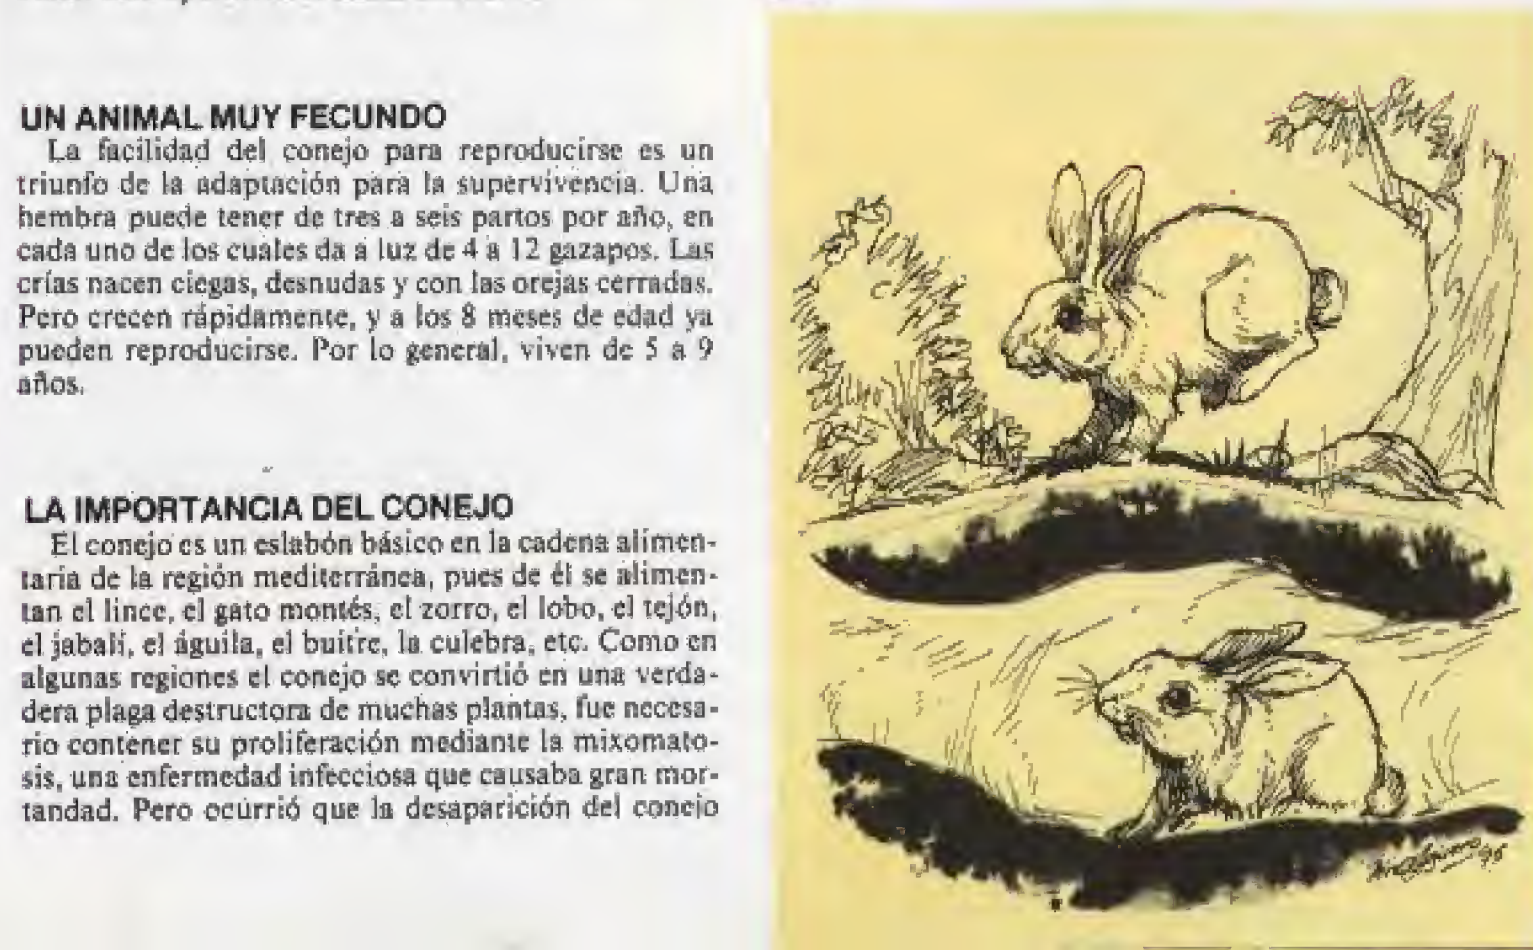 UN ANIMAL MUY FECUNDO
La facilidad del conejo para reproducirse es un
triunfo de la adaptación para la supervivencia. Una
hembra puede tener de tres a seis partos por año, en
cada uno de los cuales da a luz de 4 a 12 gazapos. Las
crías nacen ciegas, desnudas y con las orejas cerradas.
Pero crecen rápidamente, y a los 8 meses de edad ya
pueden reproducirse. Por lo general, viven de 5 a 9
años.
LA IMPORTANCIA DEL CONEJO
El conejo es un eslabón básico en la cadena alimen-
taria de la región mediterránea, pues de él se alimen-
tan el lince, el gato montés, el zorro, el lobo, el tejón,
el jabalí, el águila, el buitre, la culebra, etc. Como en
algunas regiones el conejo se convirtió en una verda-
dera plaga destructora de muchas plantas, fue necesa-
rio contener su proliferación mediante la mixomato-
sis, una enfermedad infecciosa que causaba gran mor-
tandad. Pero ocurrió que la desaparición del conejo